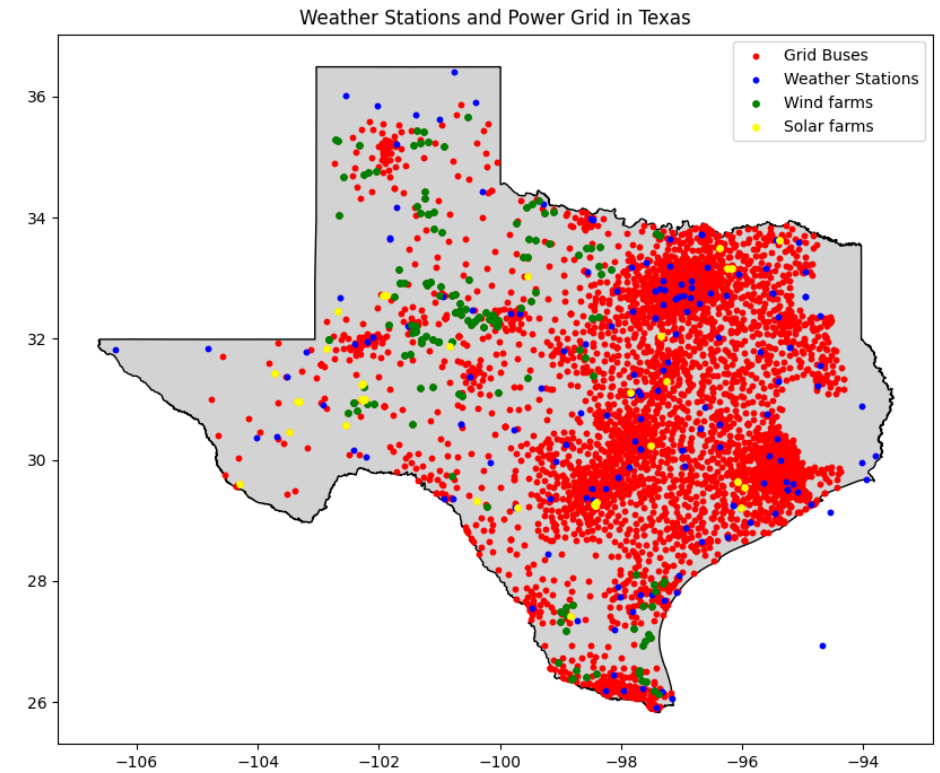 Weather Stations and Power Grid in Texas
Grid Buses
Weather Stations
Wind farms
Solar farms
36
34
32
30
28
26
−106
−104
−102
−100
−98
−96
−94